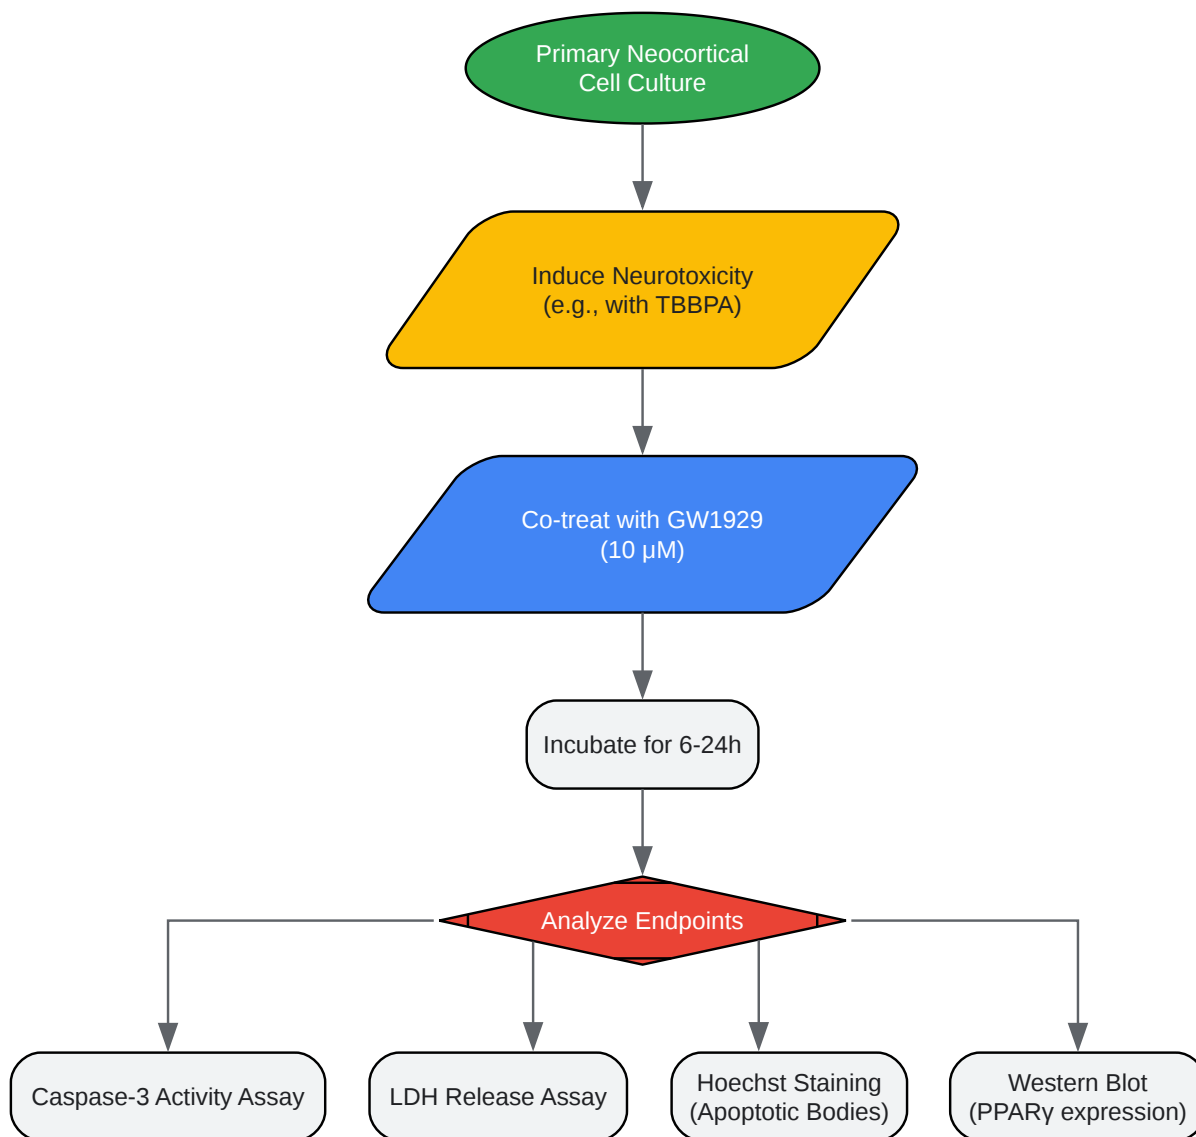 Primary Neocortical
Cell Culture
Induce Neurotoxicity
(e.g., with TBBPA)
Co-treat with GW1929
(10 μM)
Incubate for 6-24h
Analyze Endpoints
Caspase-3 Activity Assay
LDH Release Assay
Hoechst Staining
(Apoptotic Bodies)
Western Blot
(PPARγ expression)